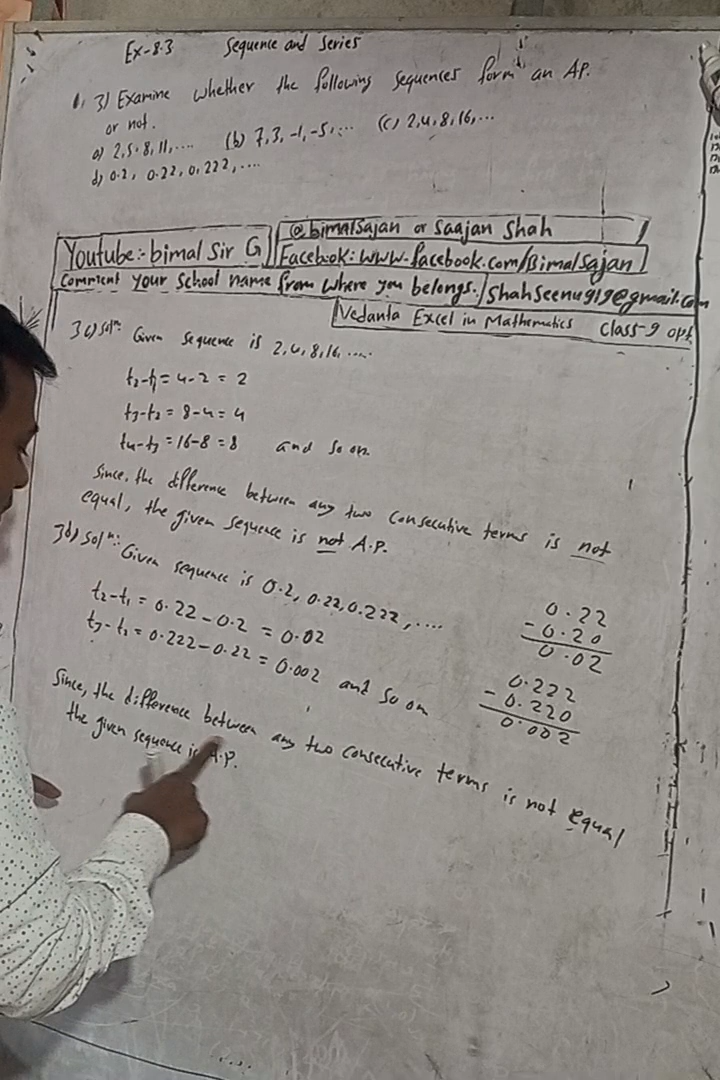 Ex-8.3 Sequence and Series
3) Examine whether the following sequences form an AP.
or not.
a) 2,5,8,11,.... (b) 7,3,-1,-5,... (c) 2,4,8,16,...
d) 0.2, 0.22, 0.222,....
@bimalsajan or Saajan Shah
Youtube:- bimal Sir G
Facebook: www.facebook.com/Bimalsajan
Comment your School name from where you belongs./ShahSeenu919@gmail.com
Vedanta Excel in Mathematics Class-9 opt.
3c) Solⁿ: Given sequence is 2,4,8,16,....
t₂-t₁ = 4-2 = 2
t₃-t₂ = 8-4 = 4
t₄-t₃ = 16-8 = 8 and so on.
Since, the difference between any two consecutive terms is not
equal, the given sequence is not A.P.
3d) Solⁿ: Given sequence is 0.2, 0.22, 0.222,....
t₂-t₁ = 0.22-0.2 = 0.02
t₃-t₂ = 0.222-0.22 = 0.002 and so on
0.22
-0.20
0.02
0.222
-0.220
0.002
Since, the difference between any two consecutive terms is not equal
the given sequence is A.P.